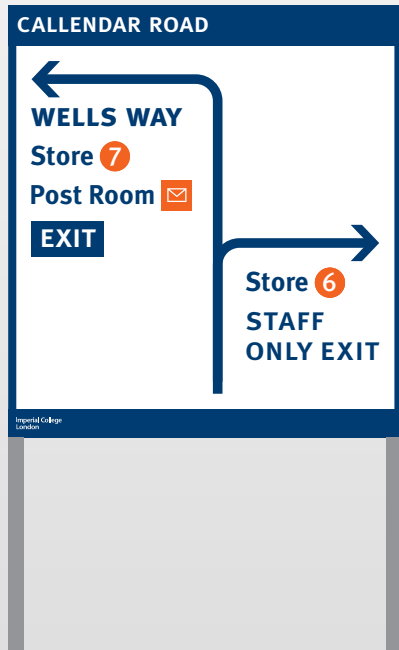 CALLENDAR ROAD
WELLS WAY
Store 7
Post Room
EXIT
Store 6
STAFF
ONLY EXIT
Imperial College
London